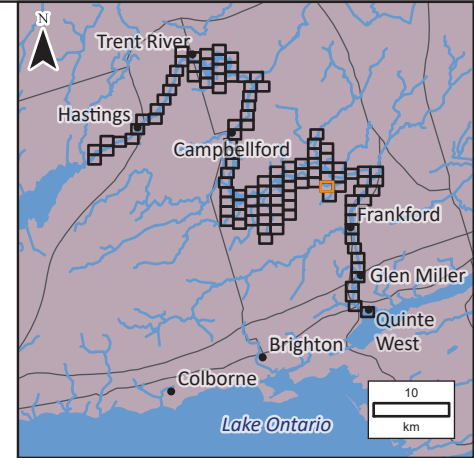 N
Trent River
Hastings
Campbellford
Frankford
Glen Miller
Quinte
West
Brighton
Colborne
Lake Ontario
10
km